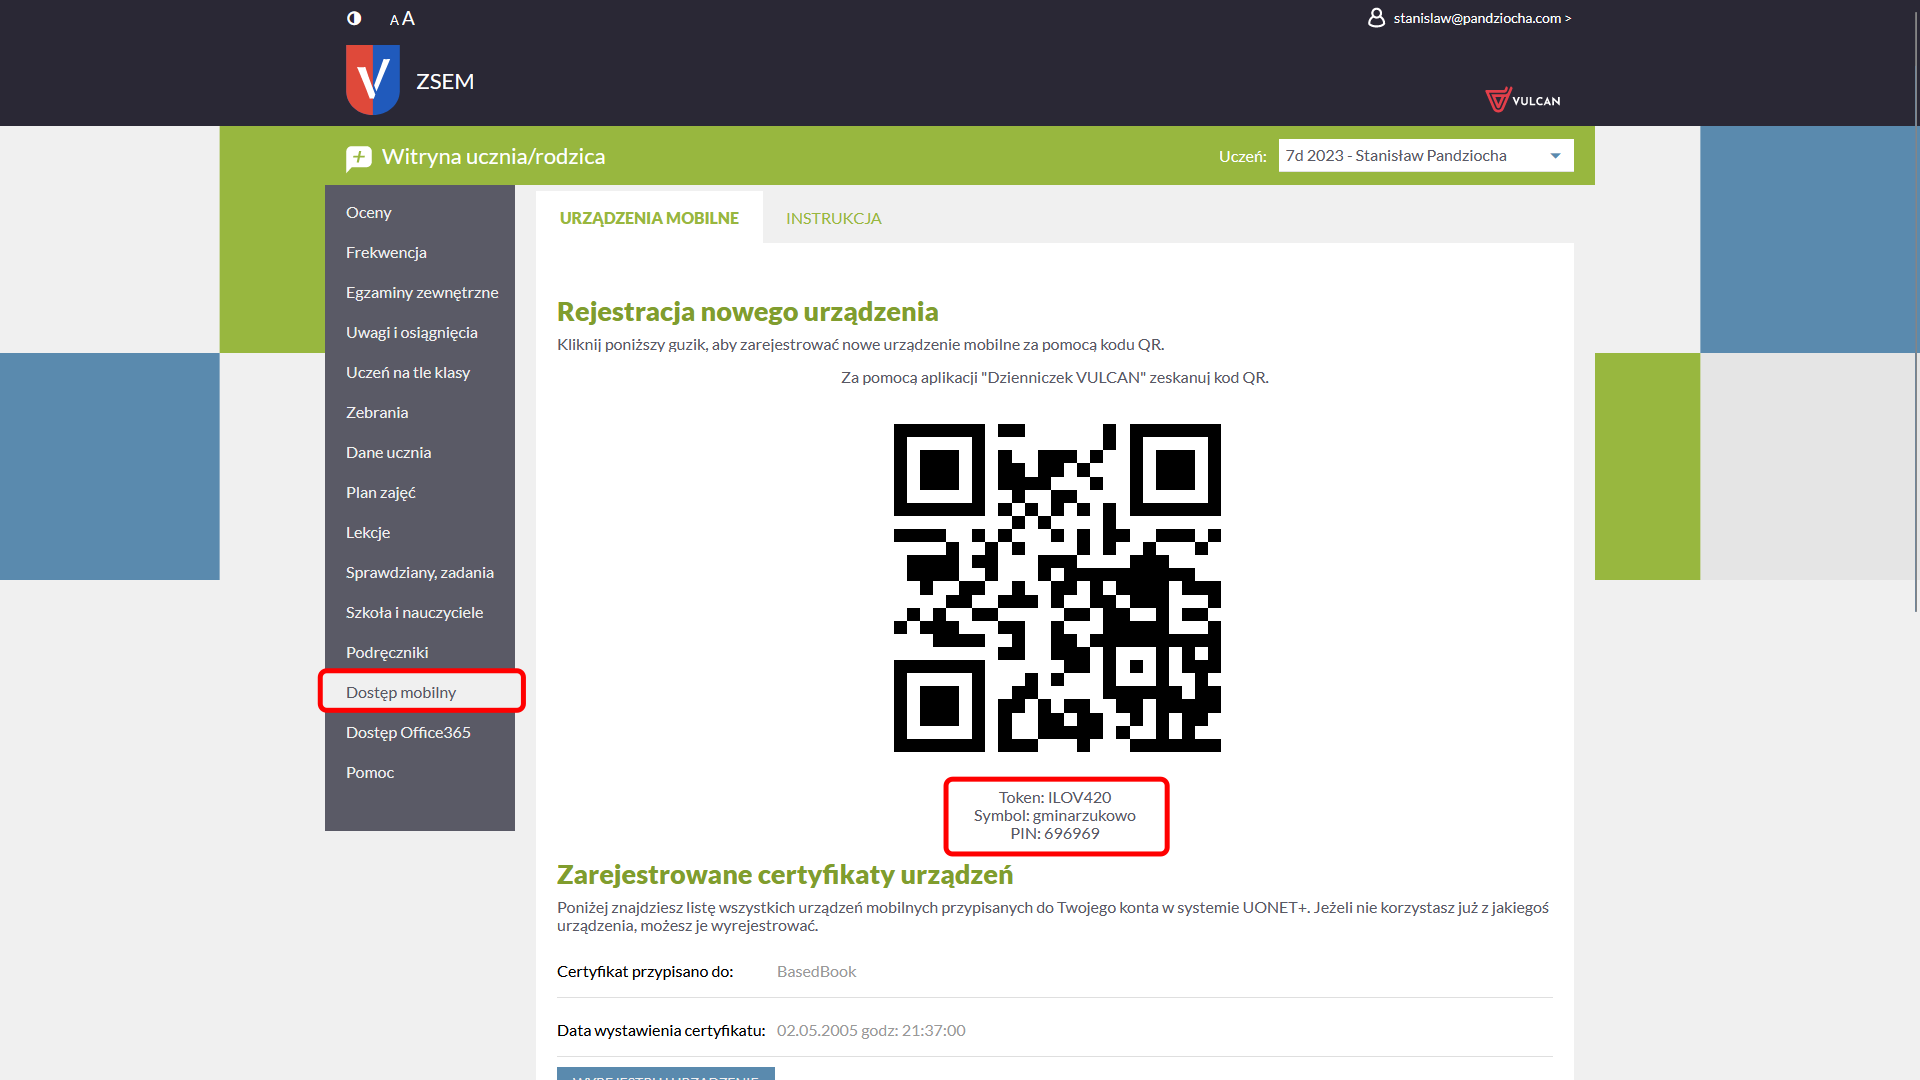 A A
stanislaw@pandziocha.com >
V ZSEM
VULCAN
Witryna ucznia/rodzica
Uczeń: 7d 2023 - Stanisław Pandziocha
Oceny
Frekwencja
Egzaminy zewnętrzne
Uwagi i osiągnięcia
Uczeń na tle klasy
Zebrania
Dane ucznia
Plan zajęć
Lekcje
Sprawdziany, zadania
Szkoła i nauczyciele
Podręczniki
Dostęp mobilny
Dostęp Office365
Pomoc
URZĄDZENIA MOBILNE
INSTRUKCJA
Rejestracja nowego urządzenia
Kliknij poniższy guzik, aby zarejestrować nowe urządzenie mobilne za pomocą kodu QR.
Za pomocą aplikacji "Dzienniczek VULCAN" zeskanuj kod QR.
Token: ILOV420
Symbol: gminarzukowo
PIN: 696969
Zarejestrowane certyfikaty urządzeń
Poniżej znajdziesz listę wszystkich urządzeń mobilnych przypisanych do Twojego konta w systemie UONET+. Jeżeli nie korzystasz już z jakiegoś
urządzenia, możesz je wyrejestrować.
Certyfikat przypisano do: BasedBook
Data wystawienia certyfikatu: 02.05.2005 godz: 21:37:00
WYREJESTRUJ URZĄDZENIE